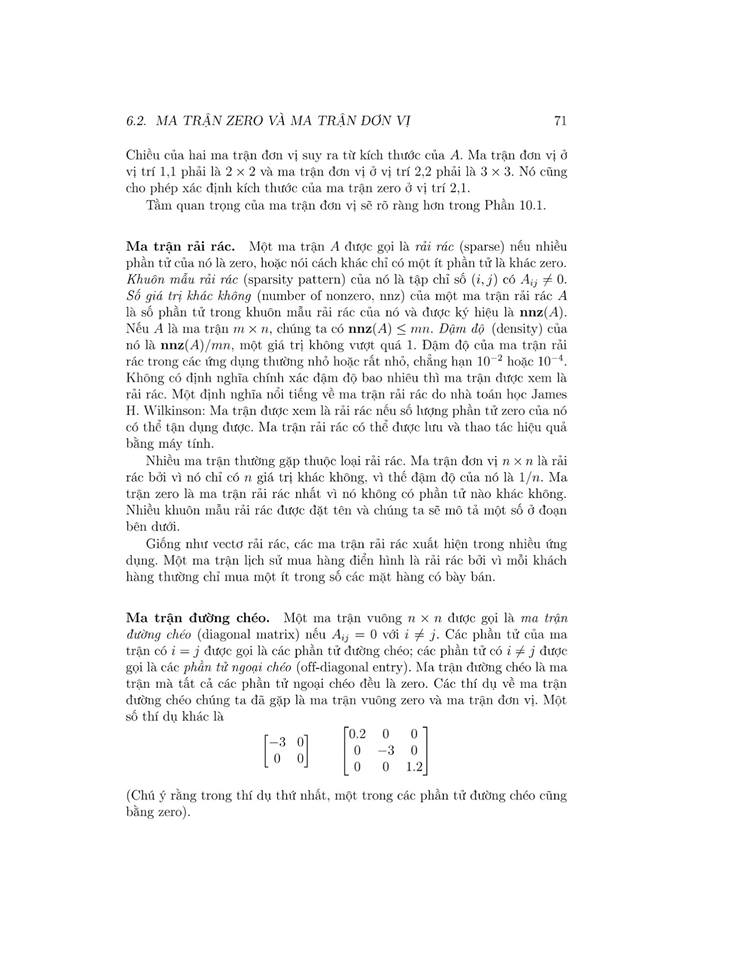 6.2. MA TRẬN ZERO VÀ MA TRẬN ĐƠN VỊ 71
Chiều của hai ma trận đơn vị suy ra từ kích thước của A. Ma trận đơn vị ở
vị trí 1,1 phải là 2 × 2 và ma trận đơn vị ở vị trí 2,2 phải là 3 × 3. Nó cũng
cho phép xác định kích thước của ma trận zero ở vị trí 2,1.
Tầm quan trọng của ma trận đơn vị sẽ rõ ràng hơn trong Phần 10.1.
Ma trận rải rác. Một ma trận A được gọi là rải rác (sparse) nếu nhiều
phần tử của nó là zero, hoặc nói cách khác chỉ có một ít phần tử là khác zero.
Khuôn mẫu rải rác (sparsity pattern) của nó là tập chỉ số (i, j) có Aij ≠ 0.
Số giá trị khác không (number of nonzero, nnz) của một ma trận rải rác A
là số phần tử trong khuôn mẫu rải rác của nó và được ký hiệu là nnz(A).
Nếu A là ma trận m × n, chúng ta có nnz(A) ≤ mn. Đậm độ (density) của
nó là nnz(A)/mn, một giá trị không vượt quá 1. Đậm độ của ma trận rải
rác trong các ứng dụng thường nhỏ hoặc rất nhỏ, chẳng hạn 10⁻² hoặc 10⁻⁴.
Không có định nghĩa chính xác đậm độ bao nhiêu thì ma trận được xem là
rải rác. Một định nghĩa nổi tiếng về ma trận rải rác do nhà toán học James
H. Wilkinson: Ma trận được xem là rải rác nếu số lượng phần tử zero của nó
có thể tận dụng được. Ma trận rải rác có thể được lưu và thao tác hiệu quả
bằng máy tính.
Nhiều ma trận thường gặp thuộc loại rải rác. Ma trận đơn vị n × n là rải
rác bởi vì nó chỉ có n giá trị khác không, vì thế đậm độ của nó là 1/n. Ma
trận zero là ma trận rải rác nhất vì nó không có phần tử nào khác không.
Nhiều khuôn mẫu rải rác được đặt tên và chúng ta sẽ mô tả một số ở đoạn
bên dưới.
Giống như vectơ rải rác, các ma trận rải rác xuất hiện trong nhiều ứng
dụng. Một ma trận lịch sử mua hàng điển hình là rải rác bởi vì mỗi khách
hàng thường chỉ mua một ít trong số các mặt hàng có bày bán.
Ma trận đường chéo. Một ma trận vuông n × n được gọi là ma trận
đường chéo (diagonal matrix) nếu Aij = 0 với i ≠ j. Các phần tử của ma
trận có i = j được gọi là các phần tử đường chéo; các phần tử có i ≠ j được
gọi là các phần tử ngoại chéo (off-diagonal entry). Ma trận đường chéo là ma
trận mà tất cả các phần tử ngoại chéo đều là zero. Các thí dụ về ma trận
đường chéo chúng ta đã gặp là ma trận vuông zero và ma trận đơn vị. Một
số thí dụ khác là
−3 0
0 0
0.2 0 0
0 −3 0
0 0 1.2
(Chú ý rằng trong thí dụ thứ nhất, một trong các phần tử đường chéo cũng
bằng zero).